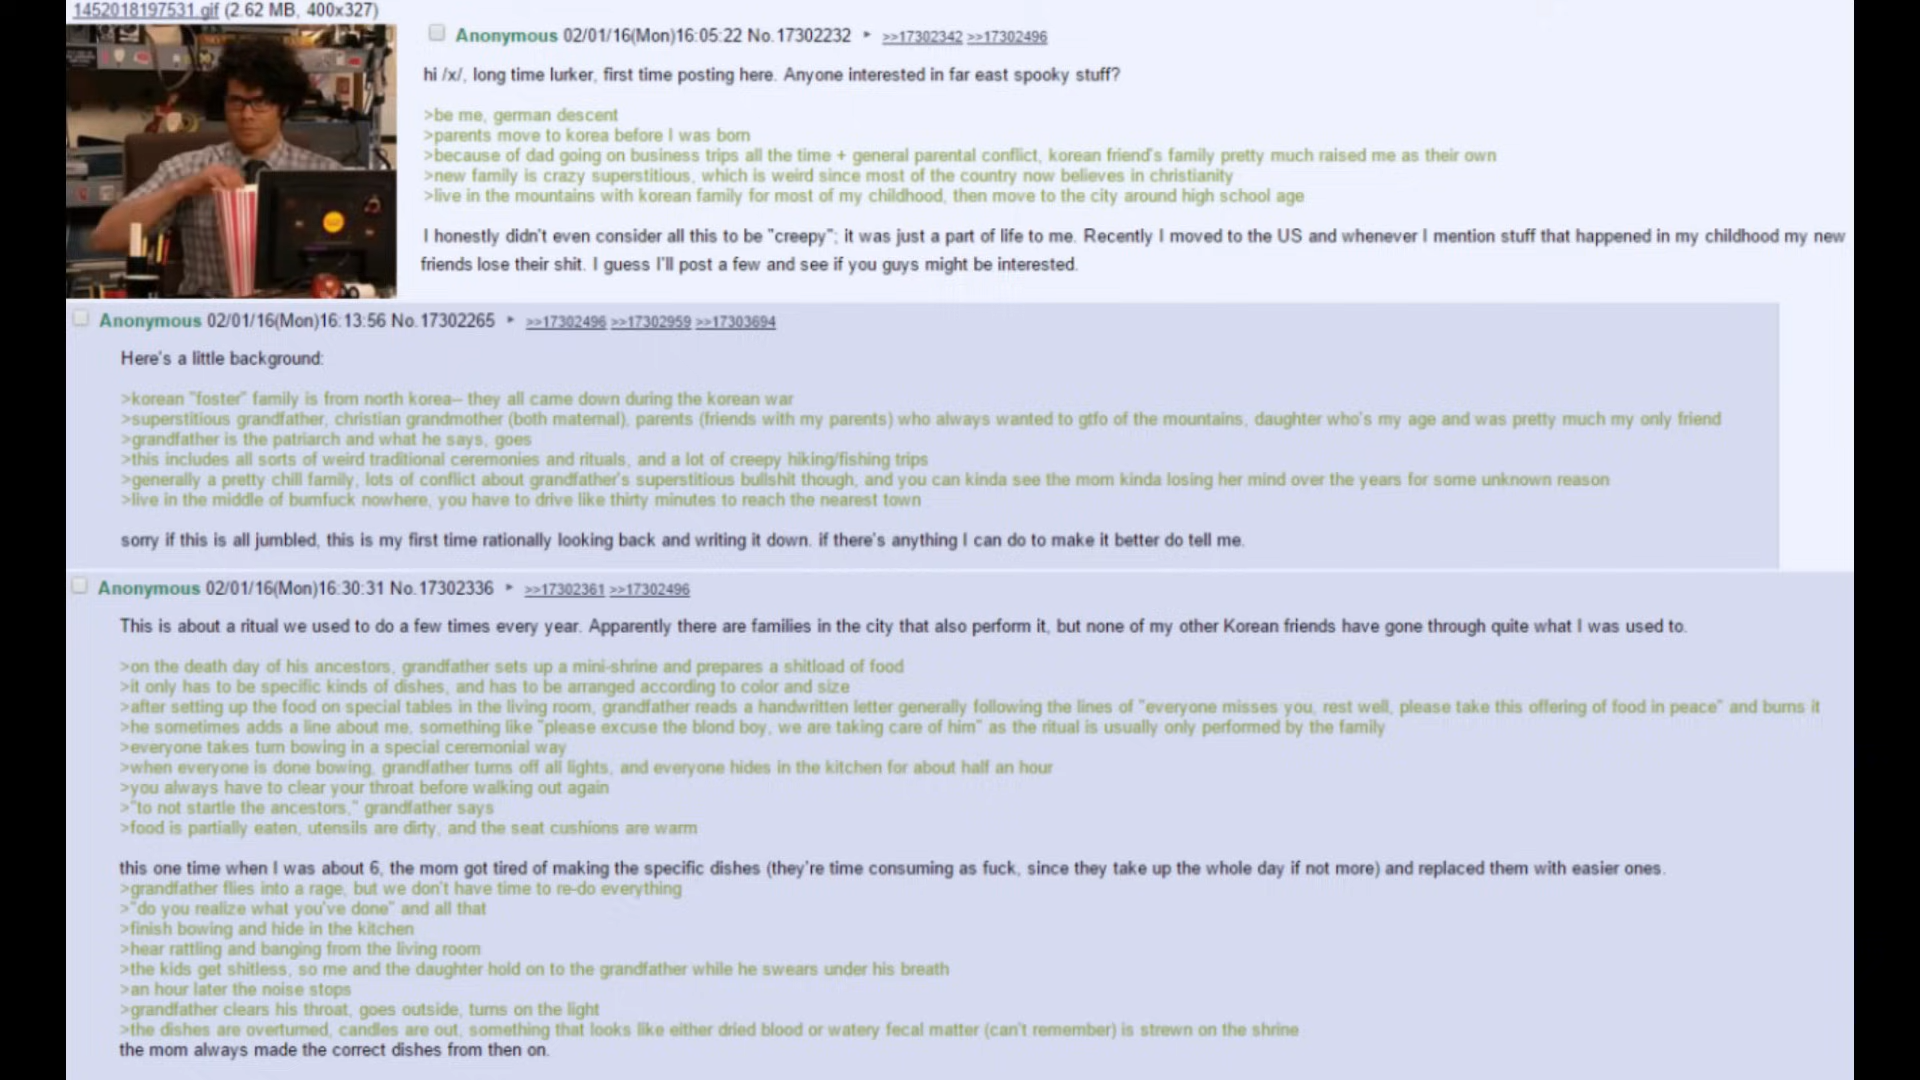 1452018197531.gif (2.62 MB, 400x327)
Anonymous 02/01/16(Mon)16:05:22 No.17302232 ▸ >>17302342 >>17302496
hi /x/, long time lurker, first time posting here. Anyone interested in far east spooky stuff?
>be me, german descent
>parents move to korea before I was born
>because of dad going on business trips all the time + general parental conflict, korean friend's family pretty much raised me as their own
>new family is crazy superstitious, which is weird since most of the country now believes in christianity
>live in the mountains with korean family for most of my childhood, then move to the city around high school age
I honestly didn't even consider all this to be "creepy"; it was just a part of life to me. Recently I moved to the US and whenever I mention stuff that happened in my childhood my new
friends lose their shit. I guess I'll post a few and see if you guys might be interested.
Anonymous 02/01/16(Mon)16:13:56 No.17302265 ▸ >>17302496 >>17302959 >>17303694
Here's a little background:
>korean "foster" family is from north korea-- they all came down during the korean war
>superstitious grandfather, christian grandmother (both maternal), parents (friends with my parents) who always wanted to gtfo of the mountains, daughter who's my age and was pretty much my only friend
>grandfather is the patriarch and what he says, goes
>this includes all sorts of weird traditional ceremonies and rituals, and a lot of creepy hiking/fishing trips
>generally a pretty chill family, lots of conflict about grandfather's superstitious bullshit though, and you can kinda see the mom kinda losing her mind over the years for some unknown reason
>live in the middle of bumfuck nowhere, you have to drive like thirty minutes to reach the nearest town
sorry if this is all jumbled, this is my first time rationally looking back and writing it down. if there's anything I can do to make it better do tell me.
Anonymous 02/01/16(Mon)16:30:31 No.17302336 ▸ >>17302361 >>17302496
This is about a ritual we used to do a few times every year. Apparently there are families in the city that also perform it, but none of my other Korean friends have gone through quite what I was used to.
>on the death day of his ancestors, grandfather sets up a mini-shrine and prepares a shitload of food
>it only has to be specific kinds of dishes, and has to be arranged according to color and size
>after setting up the food on special tables in the living room, grandfather reads a handwritten letter generally following the lines of "everyone misses you, rest well, please take this offering of food in peace" and burns it
>he sometimes adds a line about me, something like "please excuse the blond boy, we are taking care of him" as the ritual is usually only performed by the family
>everyone takes turn bowing in a special ceremonial way
>when everyone is done bowing, grandfather turns off all lights, and everyone hides in the kitchen for about half an hour
>you always have to clear your throat before walking out again
>"to not startle the ancestors," grandfather says
>food is partially eaten, utensils are dirty, and the seat cushions are warm
this one time when I was about 6, the mom got tired of making the specific dishes (they're time consuming as fuck, since they take up the whole day if not more) and replaced them with easier ones.
>grandfather flies into a rage, but we don't have time to re-do everything
>"do you realize what you've done" and all that
>finish bowing and hide in the kitchen
>hear rattling and banging from the living room
>the kids get shitless, so me and the daughter hold on to the grandfather while he swears under his breath
>an hour later the noise stops
>grandfather clears his throat, goes outside, turns on the light
>the dishes are overturned, candles are out, something that looks like either dried blood or watery fecal matter (can't remember) is strewn on the shrine
the mom always made the correct dishes from then on.